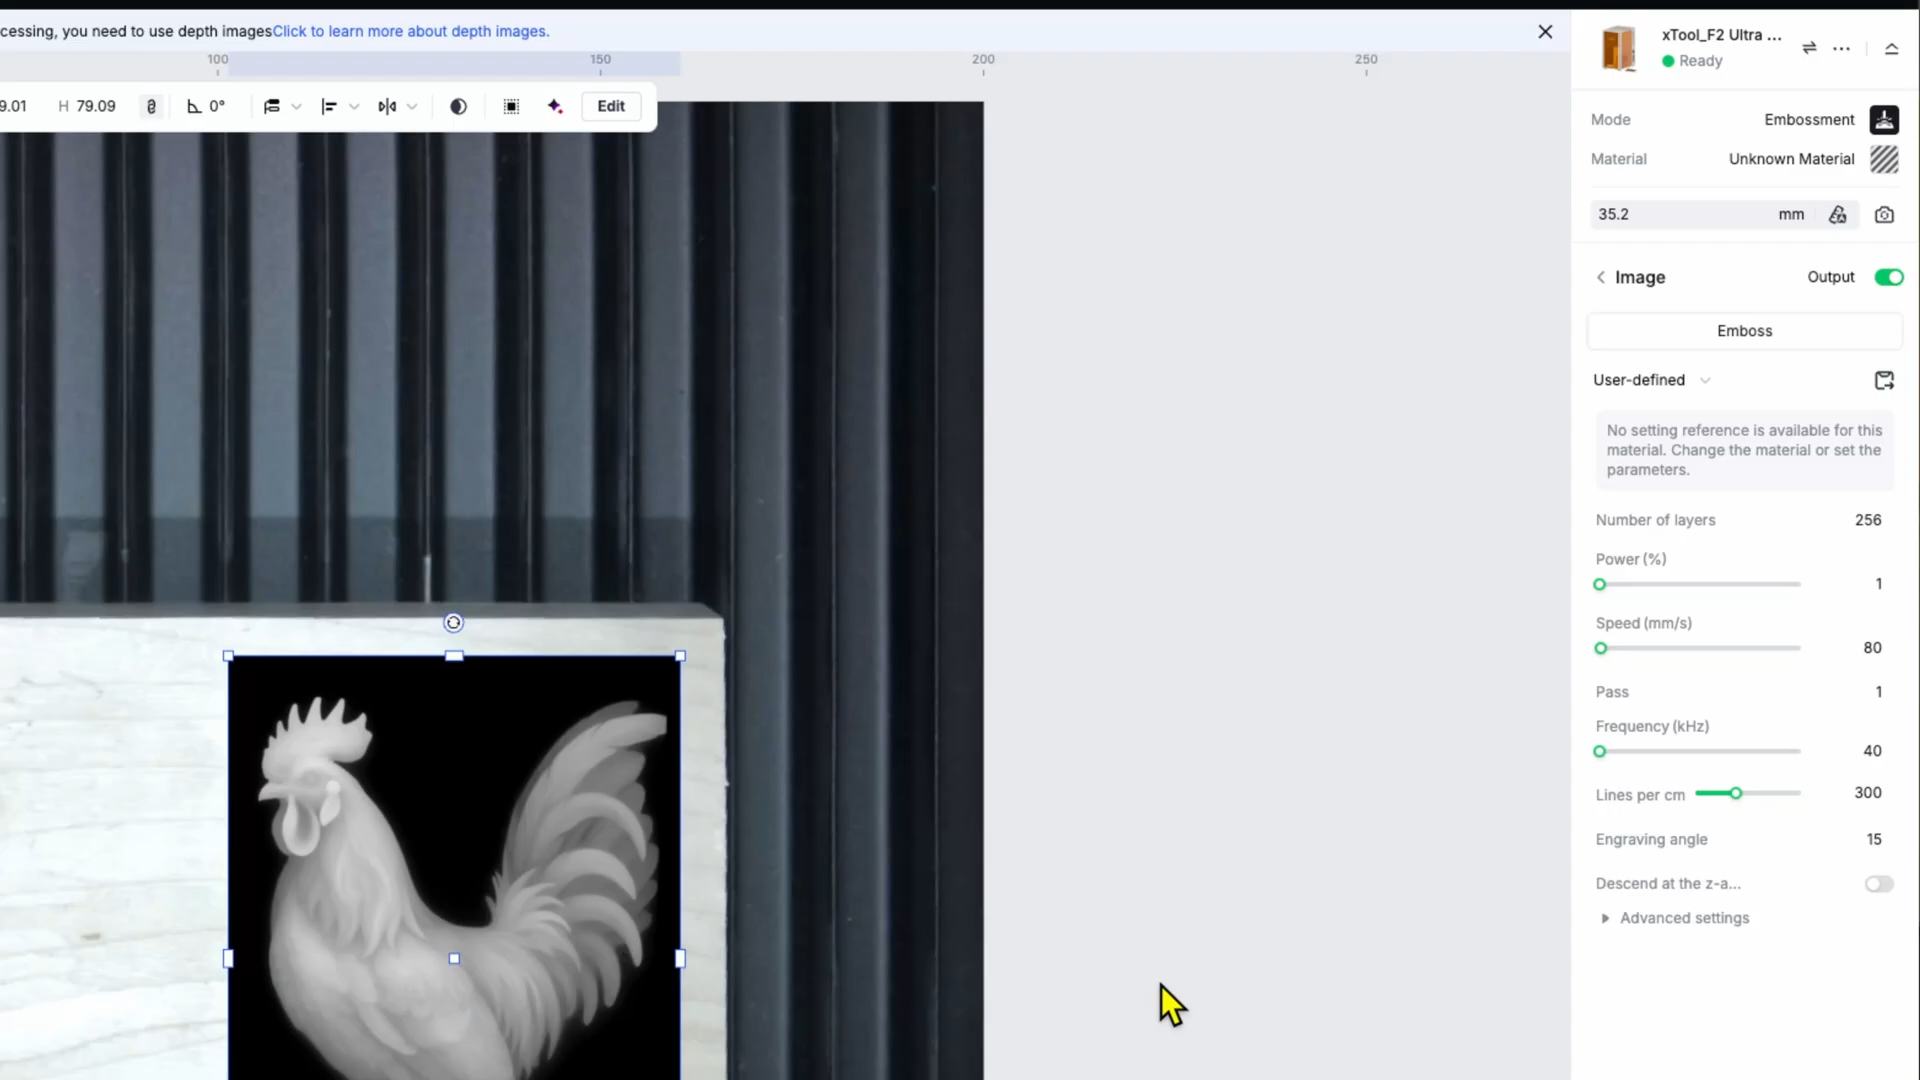 cessing, you need to use depth imagesClick to learn more about depth images.
100 150 200 250
9.01 H 79.09 0° Edit
xTool_F2 Ultra ...
Ready
Mode Embossment
Material Unknown Material
35.2 mm
Image Output
Emboss
User-defined
No setting reference is available for this
material. Change the material or set the
parameters.
Number of layers 256
Power (%)
1
Speed (mm/s)
80
Pass 1
Frequency (kHz)
40
Lines per cm 300
Engraving angle 15
Descend at the z-a...
Advanced settings